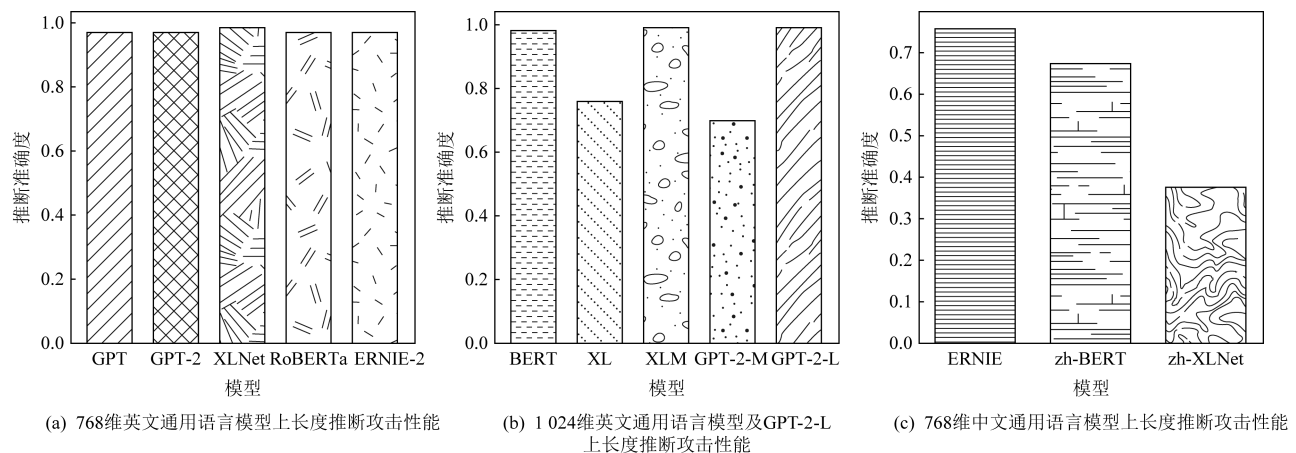 1.0
0.8
0.6
0.4
0.2
0.0
推断准确度
GPT GPT-2 XLNet RoBERTa ERNIE-2
模型
(a) 768维英文通用语言模型上长度推断攻击性能
1.0
0.8
0.6
0.4
0.2
0.0
推断准确度
BERT XL XLM GPT-2-M GPT-2-L
模型
(b) 1 024维英文通用语言模型及GPT-2-L
上长度推断攻击性能
0.7
0.6
0.5
0.4
0.3
0.2
0.1
0.0
推断准确度
ERNIE zh-BERT zh-XLNet
模型
(c) 768维中文通用语言模型上长度推断攻击性能